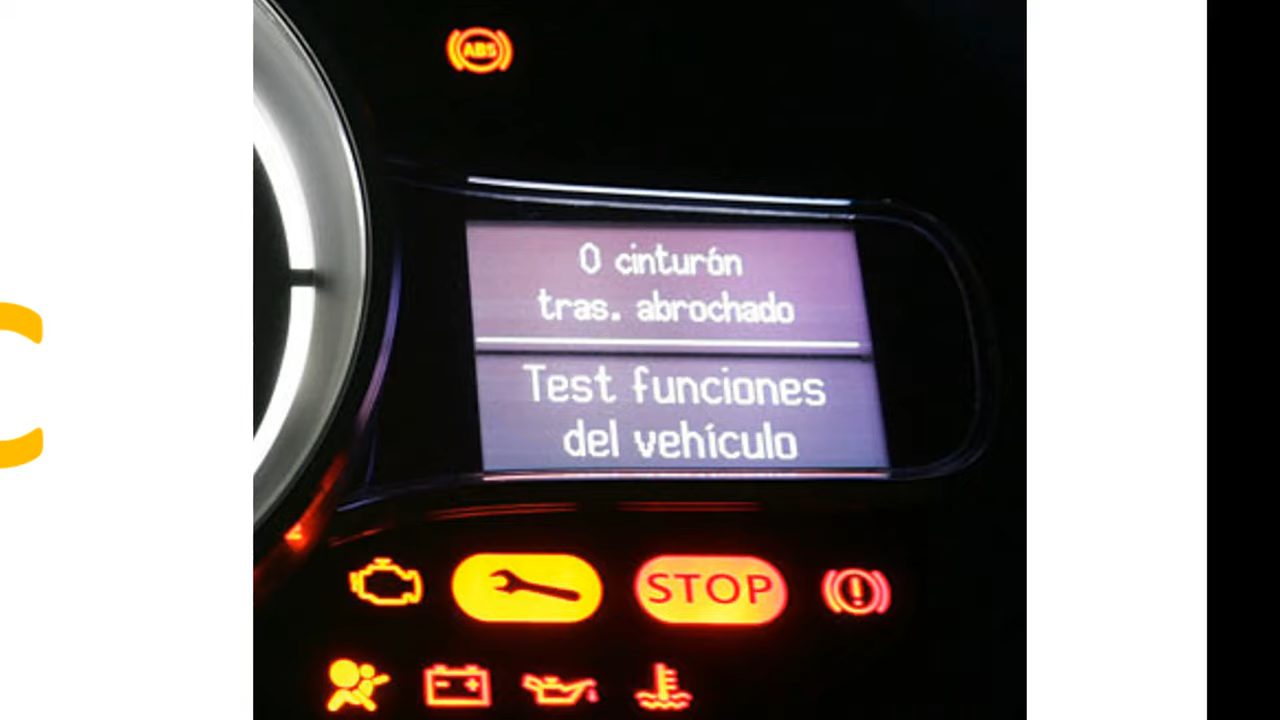 C
ABS
0 cinturón
tras. abrochado
Test funciones
del vehículo
STOP